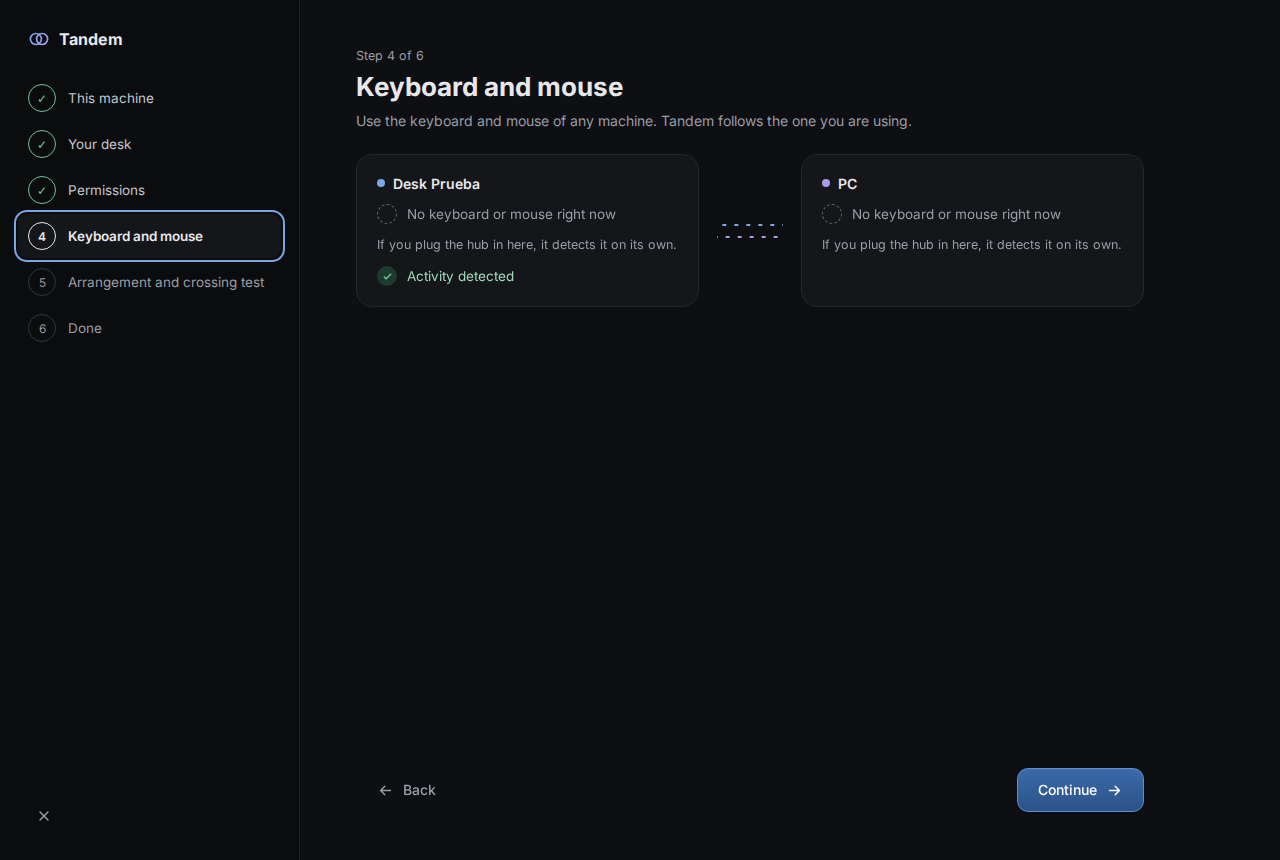 Tandem
✓ This machine
✓ Your desk
✓ Permissions
4 Keyboard and mouse
5 Arrangement and crossing test
6 Done
Step 4 of 6
Keyboard and mouse
Use the keyboard and mouse of any machine. Tandem follows the one you are using.
Desk Prueba
No keyboard or mouse right now
If you plug the hub in here, it detects it on its own.
Activity detected
PC
No keyboard or mouse right now
If you plug the hub in here, it detects it on its own.
← Back
Continue →